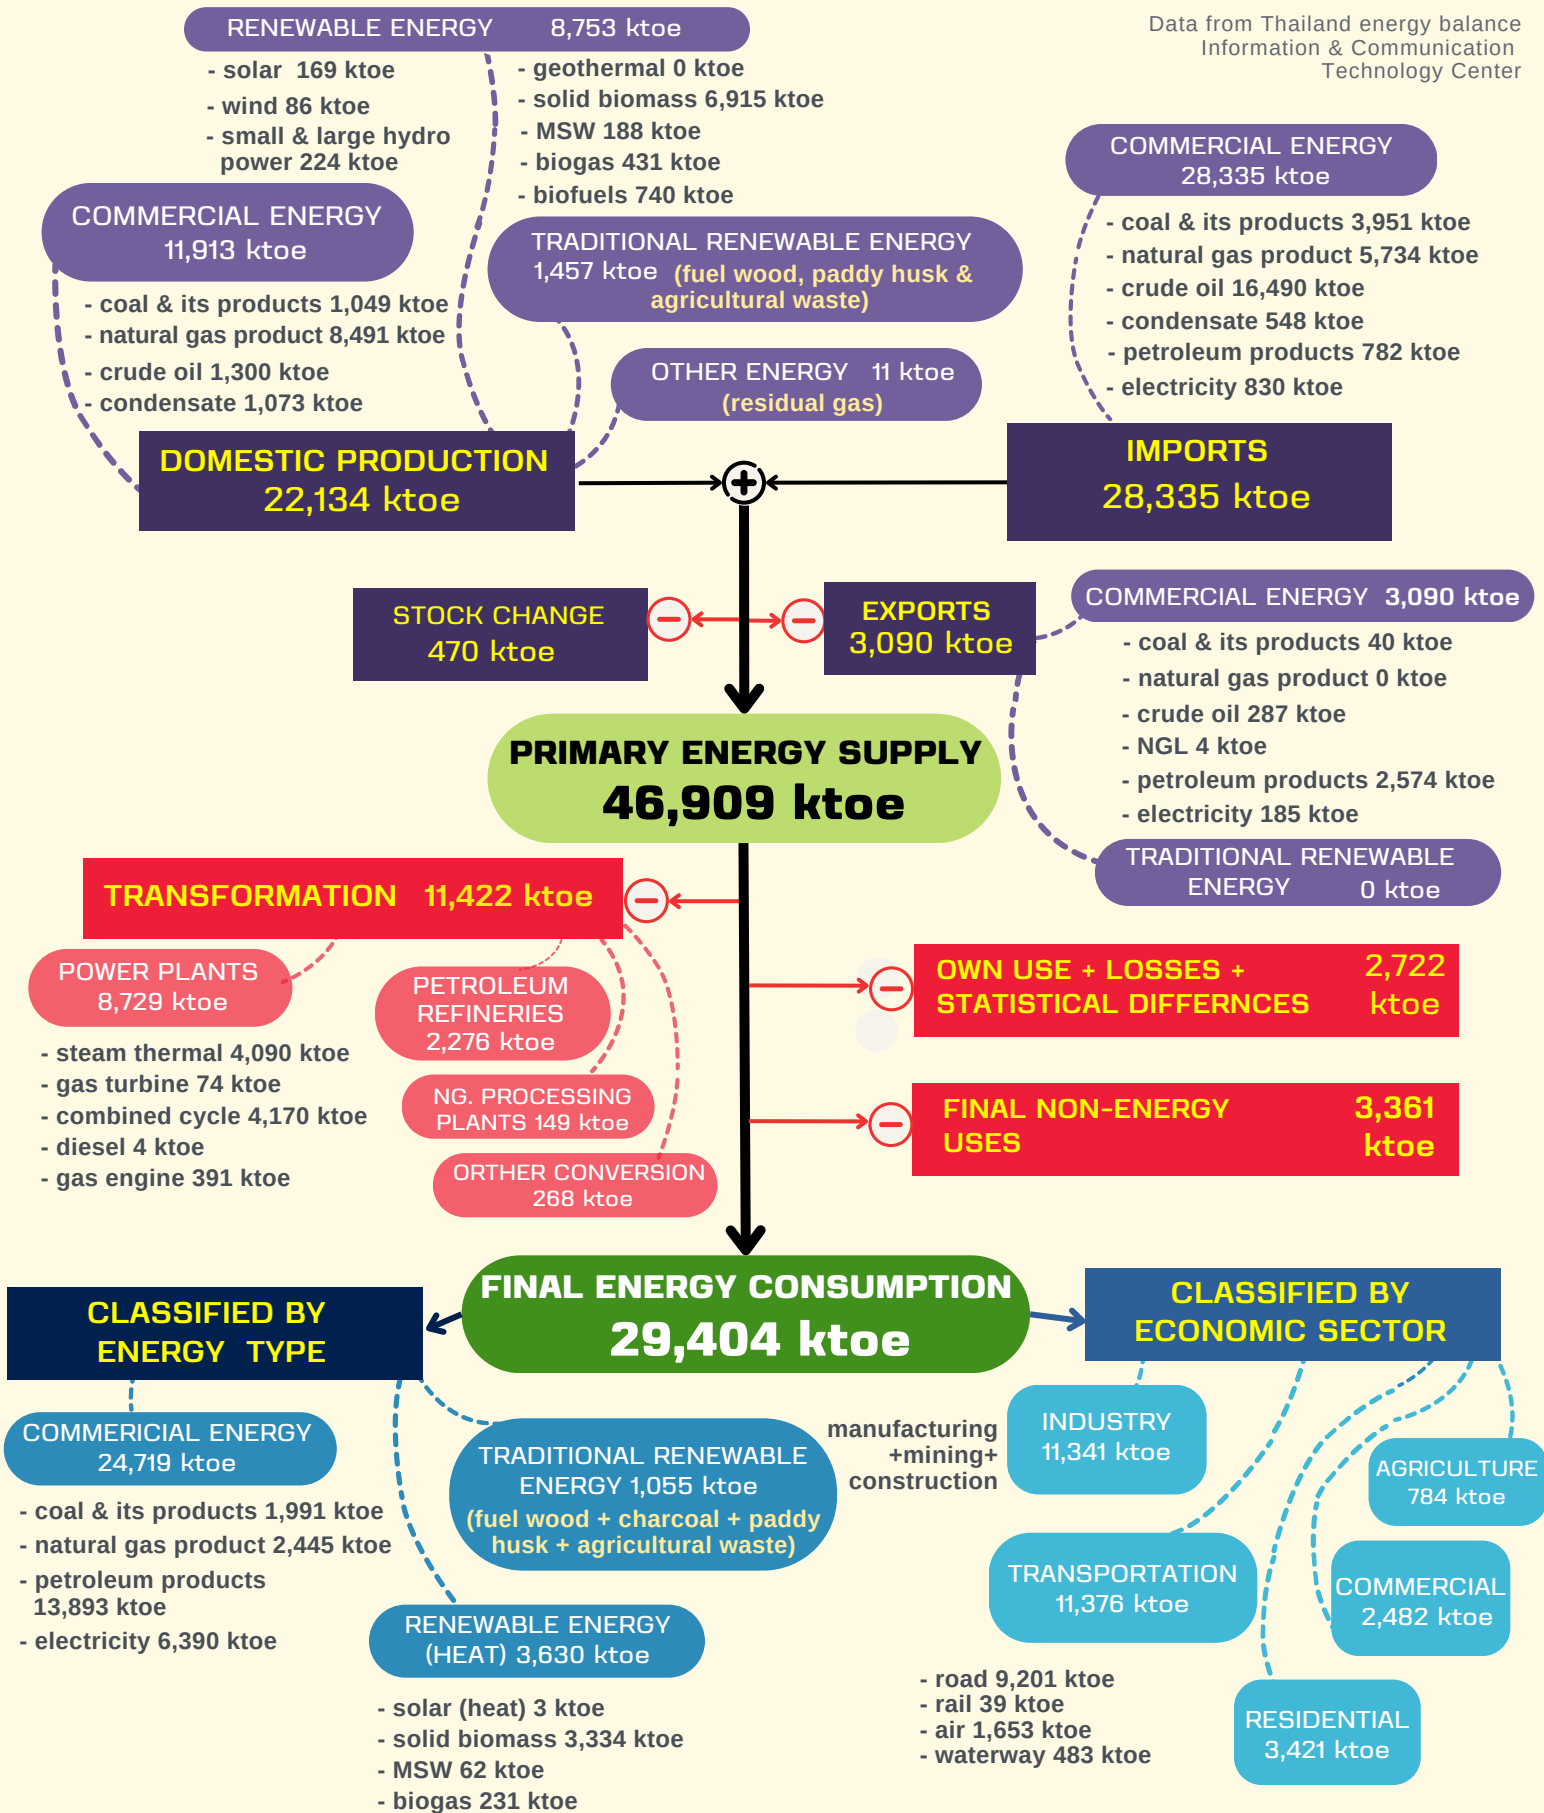 Data from Thailand energy balance
Information & Communication
Technology Center
RENEWABLE ENERGY 8,753 ktoe
- solar 169 ktoe
- wind 86 ktoe
- small & large hydro
power 224 ktoe
- geothermal 0 ktoe
- solid biomass 6,915 ktoe
- MSW 188 ktoe
- biogas 431 ktoe
- biofuels 740 ktoe
COMMERCIAL ENERGY
11,913 ktoe
- coal & its products 1,049 ktoe
- natural gas product 8,491 ktoe
- crude oil 1,300 ktoe
- condensate 1,073 ktoe
TRADITIONAL RENEWABLE ENERGY
1,457 ktoe (fuel wood, paddy husk &
agricultural waste)
OTHER ENERGY 11 ktoe
(residual gas)
COMMERCIAL ENERGY
28,335 ktoe
- coal & its products 3,951 ktoe
- natural gas product 5,734 ktoe
- crude oil 16,490 ktoe
- condensate 548 ktoe
- petroleum products 782 ktoe
- electricity 830 ktoe
DOMESTIC PRODUCTION
22,134 ktoe
IMPORTS
28,335 ktoe
STOCK CHANGE
470 ktoe
EXPORTS
3,090 ktoe
COMMERCIAL ENERGY 3,090 ktoe
- coal & its products 40 ktoe
- natural gas product 0 ktoe
- crude oil 287 ktoe
- NGL 4 ktoe
- petroleum products 2,574 ktoe
- electricity 185 ktoe
TRADITIONAL RENEWABLE
ENERGY 0 ktoe
PRIMARY ENERGY SUPPLY
46,909 ktoe
TRANSFORMATION 11,422 ktoe
POWER PLANTS
8,729 ktoe
- steam thermal 4,090 ktoe
- gas turbine 74 ktoe
- combined cycle 4,170 ktoe
- diesel 4 ktoe
- gas engine 391 ktoe
PETROLEUM
REFINERIES
2,276 ktoe
NG. PROCESSING
PLANTS 149 ktoe
ORTHER CONVERSION
268 ktoe
OWN USE + LOSSES +
STATISTICAL DIFFERNCES
2,722
ktoe
FINAL NON-ENERGY
USES
3,361
ktoe
FINAL ENERGY CONSUMPTION
29,404 ktoe
CLASSIFIED BY
ENERGY TYPE
COMMERICIAL ENERGY
24,719 ktoe
- coal & its products 1,991 ktoe
- natural gas product 2,445 ktoe
- petroleum products
13,893 ktoe
- electricity 6,390 ktoe
TRADITIONAL RENEWABLE
ENERGY 1,055 ktoe
(fuel wood + charcoal + paddy
husk + agricultural waste)
RENEWABLE ENERGY
(HEAT) 3,630 ktoe
- solar (heat) 3 ktoe
- solid biomass 3,334 ktoe
- MSW 62 ktoe
- biogas 231 ktoe
CLASSIFIED BY
ECONOMIC SECTOR
manufacturing
+mining+
construction
INDUSTRY
11,341 ktoe
AGRICULTURE
784 ktoe
TRANSPORTATION
11,376 ktoe
- road 9,201 ktoe
- rail 39 ktoe
- air 1,653 ktoe
- waterway 483 ktoe
COMMERCIAL
2,482 ktoe
RESIDENTIAL
3,421 ktoe